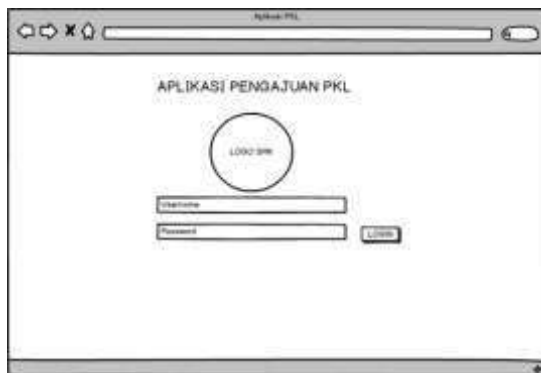 Aplikasi PKL
APLIKASI PENGAJUAN PKL
LOGO SMK
Username
Password
LOGIN